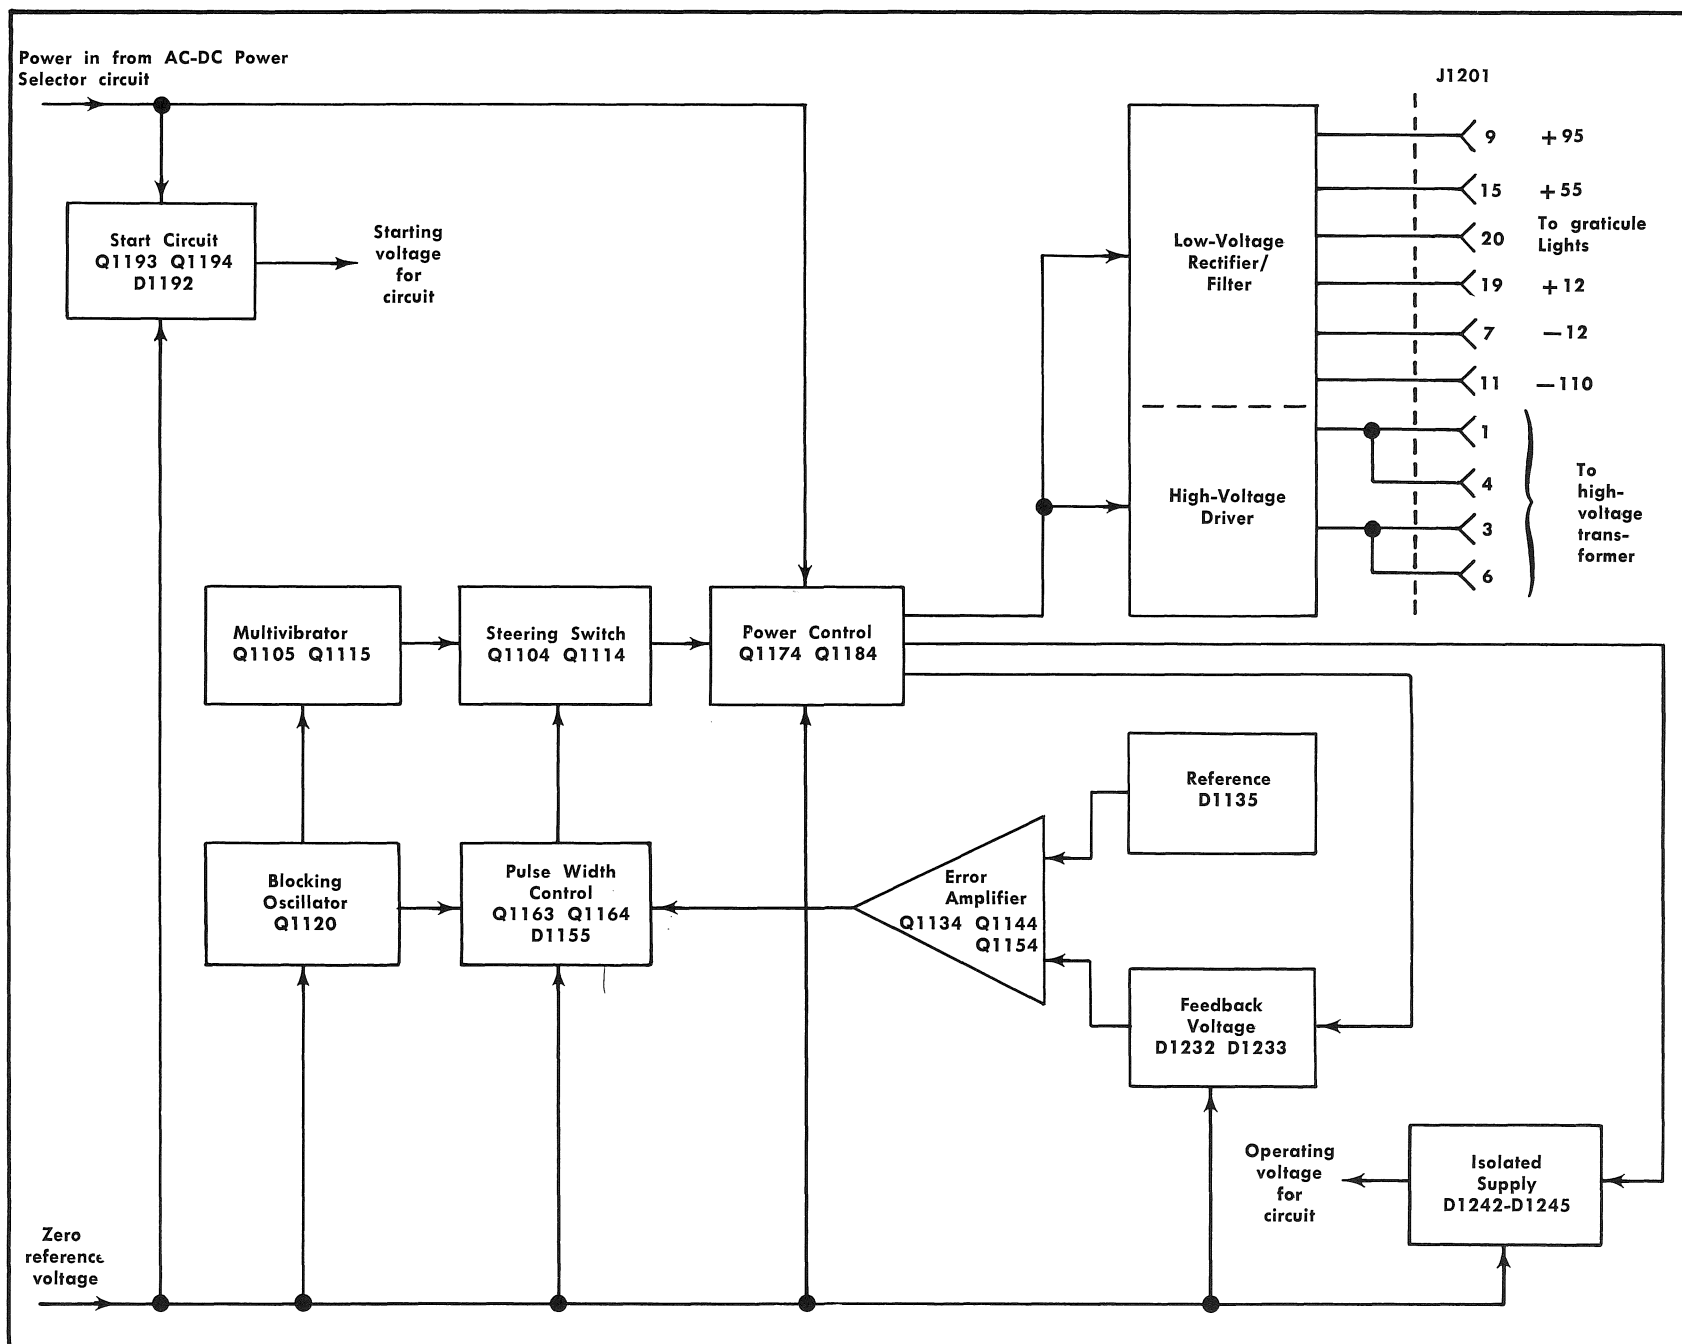 Power in from AC-DC Power
Selector circuit
J1201
9 +95
15 +55
20 To graticule
Lights
19 +12
7 —12
11 —110
1
4
3
6
To
high-
voltage
trans-
former
Start Circuit
Q1193 Q1194
D1192
Starting
voltage
for
circuit
Low-Voltage
Rectifier/
Filter
High-Voltage
Driver
Multivibrator
Q1105 Q1115
Steering Switch
Q1104 Q1114
Power Control
Q1174 Q1184
Reference
D1135
Blocking
Oscillator
Q1120
Pulse Width
Control
Q1163 Q1164
D1155
Error
Amplifier
Q1134 Q1144
Q1154
Feedback
Voltage
D1232 D1233
Operating
voltage
for
circuit
Isolated
Supply
D1242-D1245
Zero
reference
voltage